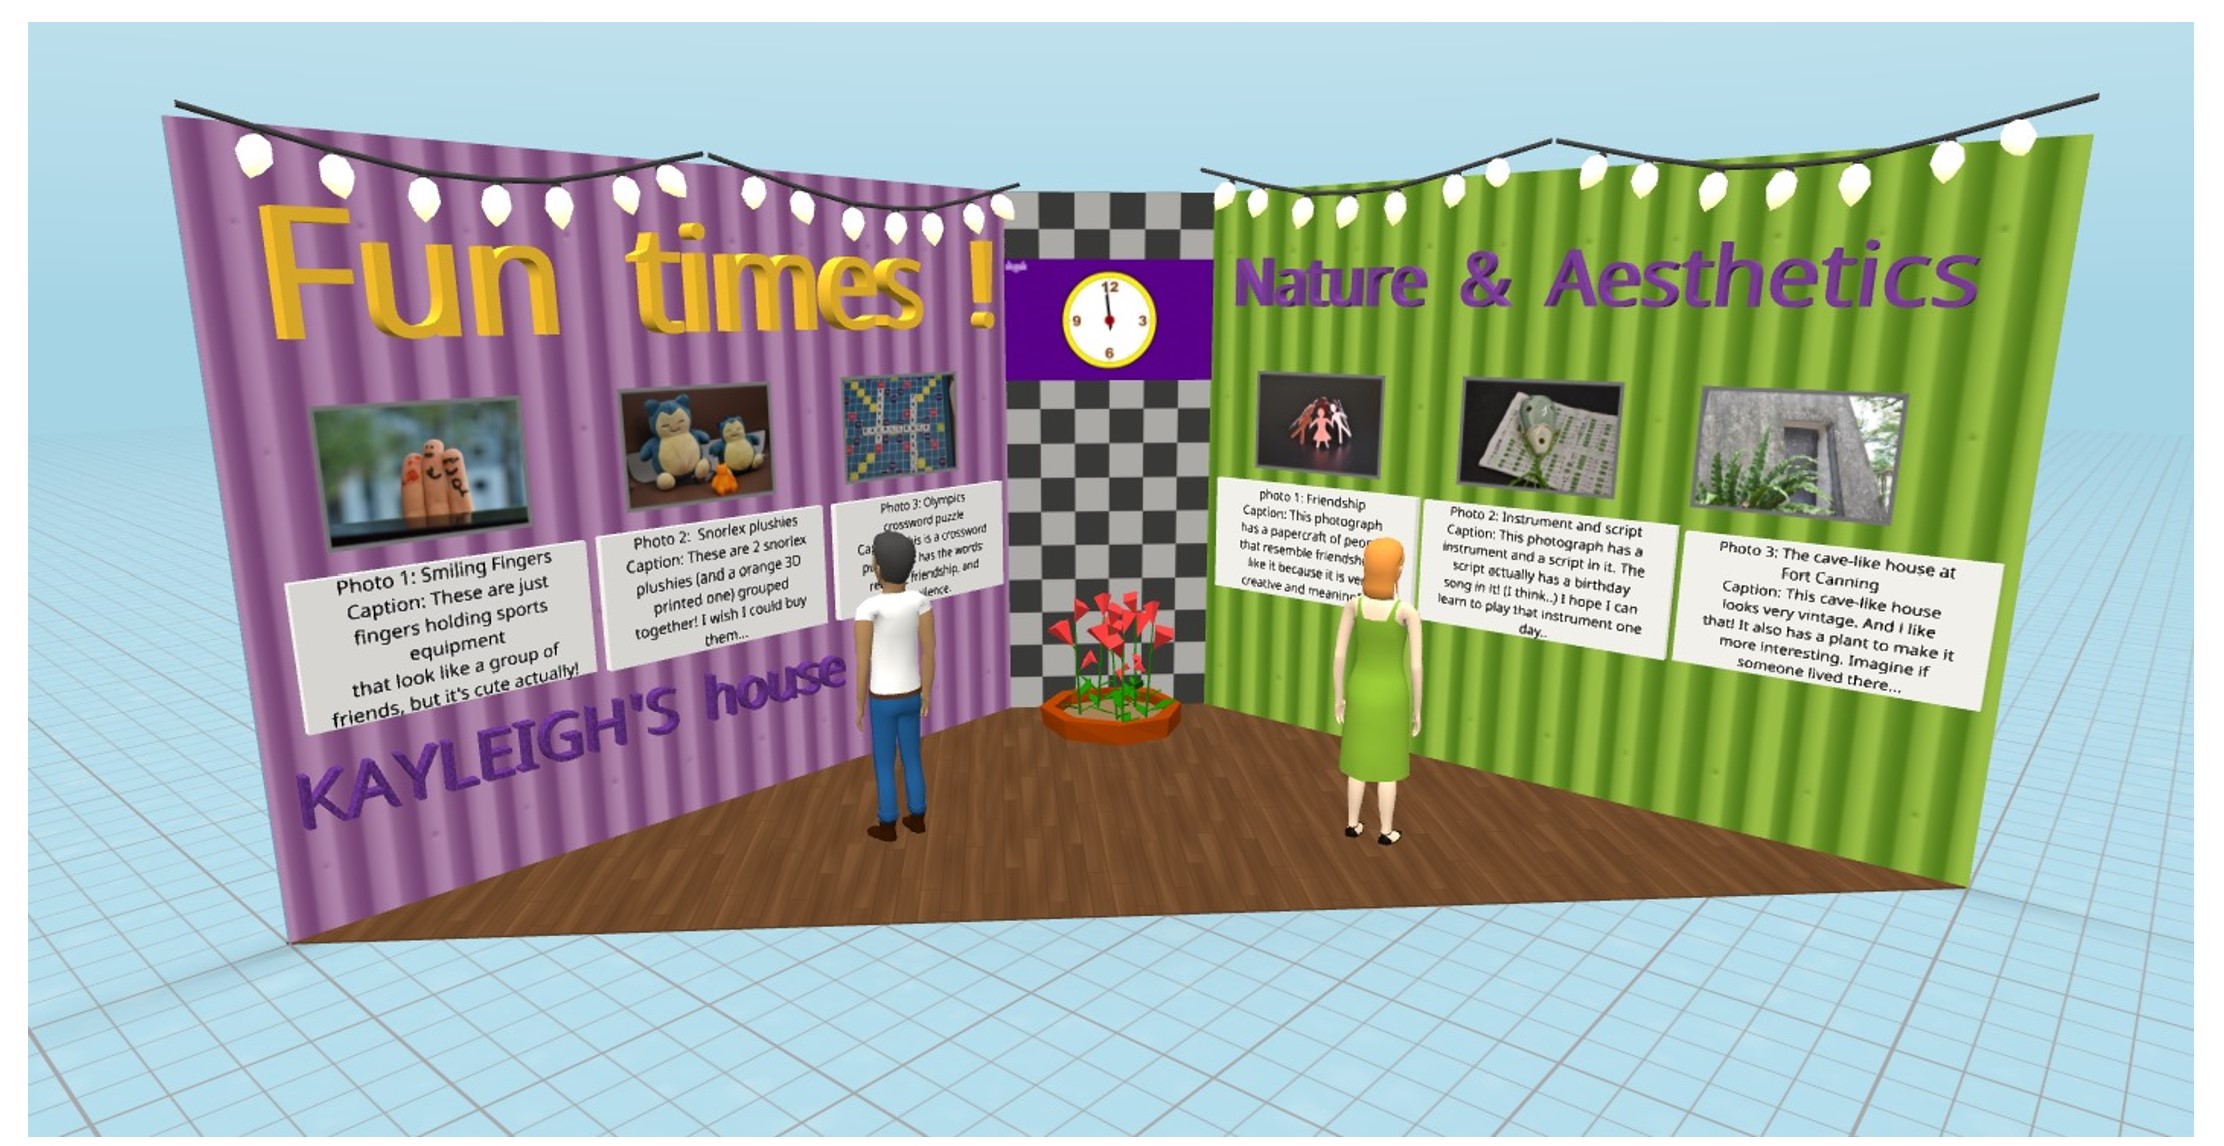 Fun times !
Photo 1: Smiling Fingers
Caption: These are just
fingers holding sports
equipment
that look like a group of
friends, but it's cute actually!
Photo 2: Snorlex plushies
Caption: These are 2 snorlex
plushies (and a orange 3D
printed one) grouped
together! I wish I could buy
them...
Photo 3: Olympics
crossword puzzle
is a crossword
has the words:
friendship, and
KAYLEIGH'S house
12
9 3
6
Nature & Aesthetics
photo 1: Friendship
Caption: This photograph
has a papercraft of
that resemble
like it because it is
creative and
Photo 2: Instrument and script
Caption: This photograph has a
instrument and a script in it. The
script actually has a birthday
song in it! (I think..) I hope I can
learn to play that instrument one
day..
Photo 3: The cave-like house at
Fort Canning
Caption: This cave-like house
looks very vintage. And I like
that! It also has a plant to make it
more interesting. Imagine if
someone lived there...